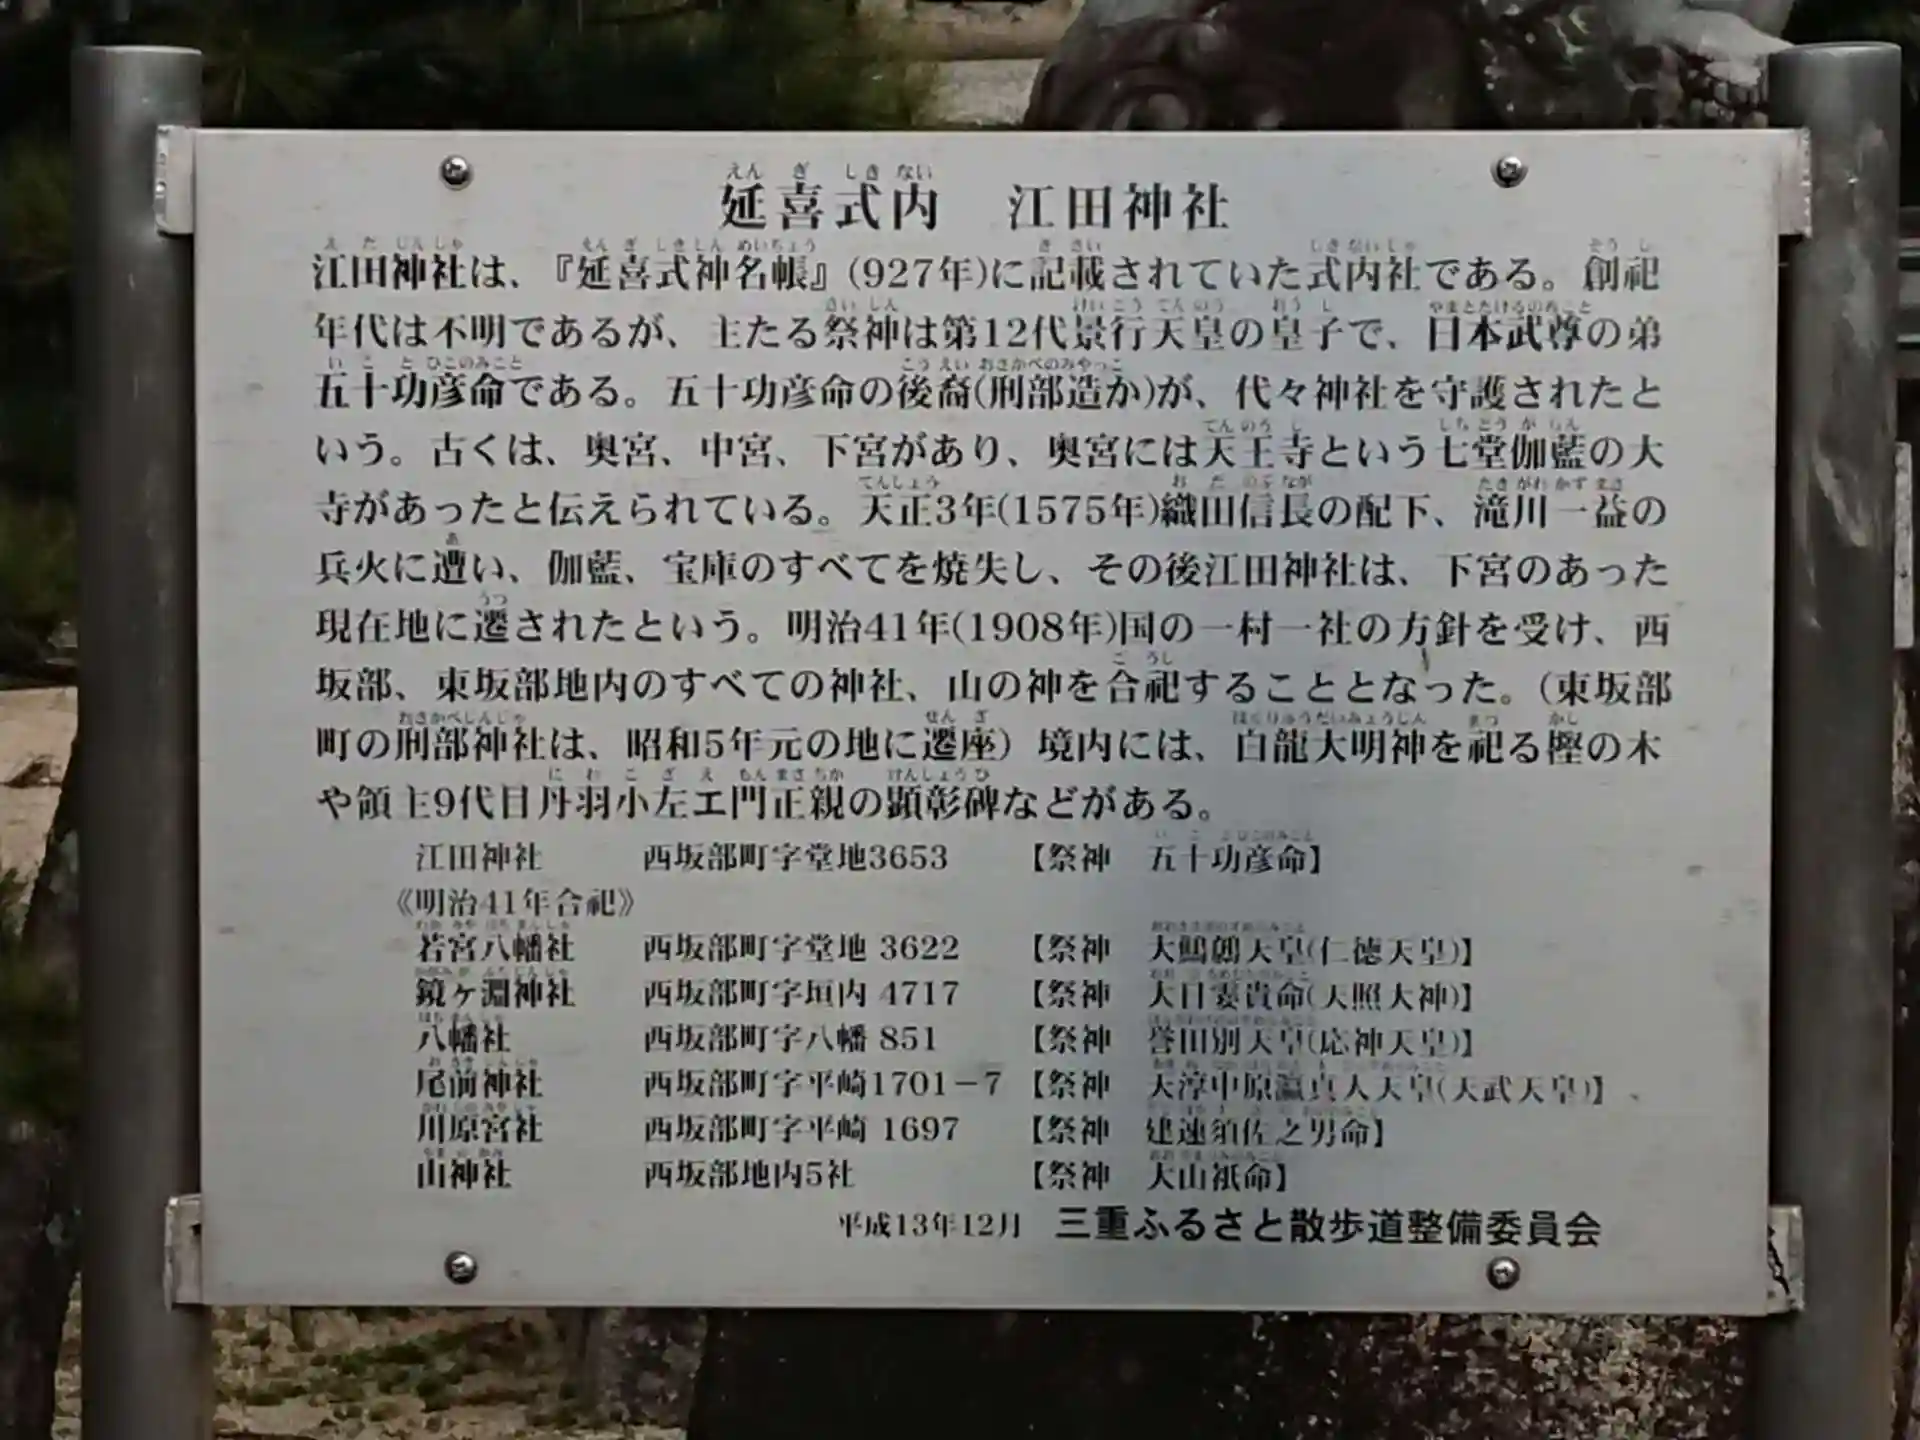 延喜式内　江田神社
江田神社は、『延喜式神名帳』(927年)に記載されていた式内社である。創祀
年代は不明であるが、主たる祭神は第12代景行天皇の皇子で、日本武尊の弟
五十功彦命である。五十功彦命の後裔(刑部造か)が、代々神社を守護されたと
いう。古くは、奥宮、中宮、下宮があり、奥宮には天王寺という七堂伽藍の大
寺があったと伝えられている。天正3年(1575年)織田信長の配下、滝川一益の
兵火に遭い、伽藍、宝庫のすべてを焼失し、その後江田神社は、下宮のあった
現在地に遷されたという。明治41年(1908年)国の一村一社の方針を受け、西
坂部、東坂部地内のすべての神社、山の神を合祀することとなった。(東坂部
町の刑部神社は、昭和5年元の地に遷座）境内には、白龍大明神を祀る樫の木
や領主9代目丹羽小左エ門正親の顕彰碑などがある。
江田神社　西坂部町字堂地3653　【祭神　五十功彦命】
《明治41年合祀》
若宮八幡社　西坂部町字堂地 3622　【祭神　大鷦鷯天皇(仁徳天皇)】
鏡ヶ淵神社　西坂部町字垣内 4717　【祭神　大日孁貴命(天照大神)】
八幡社　西坂部町字八幡 851　【祭神　誉田別天皇(応神天皇)】
尾前神社　西坂部町字平崎1701－7　【祭神　天渟中原瀛真人天皇(天武天皇)】
川原宮社　西坂部町字平崎 1697　【祭神　建速須佐之男命】
山神社　西坂部地内5社　【祭神　大山祇命】
平成13年12月　三重ふるさと散歩道整備委員会